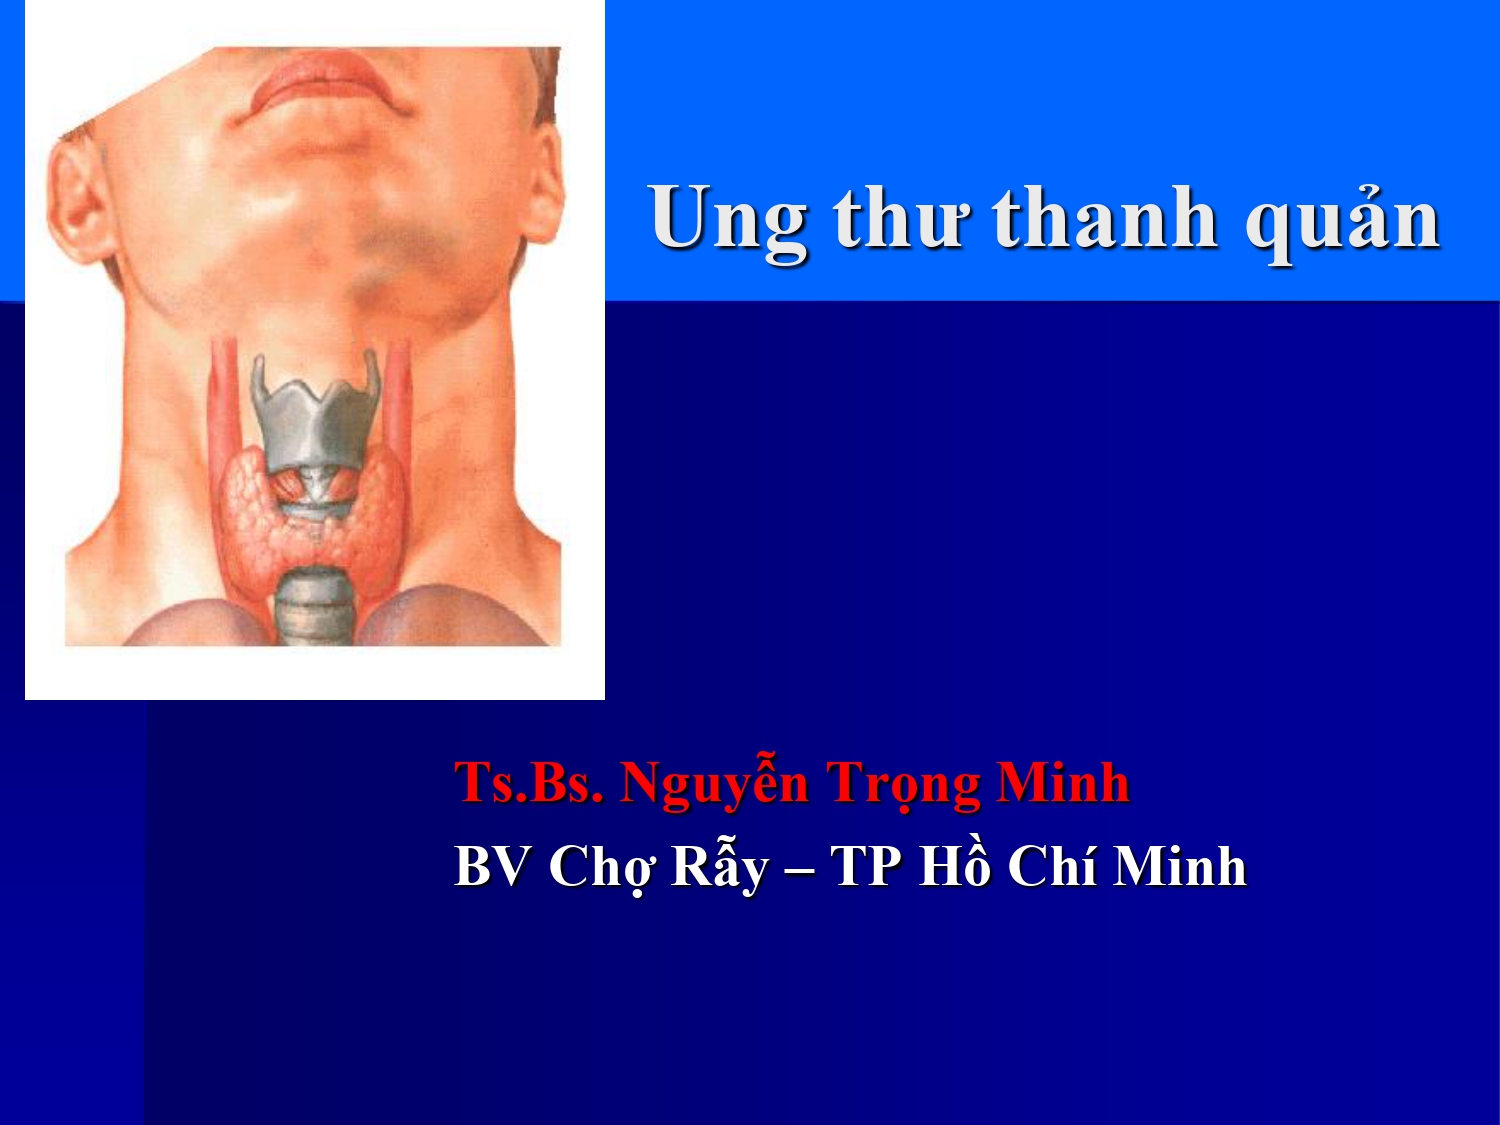 Ung thư thanh quản
Ts.Bs. Nguyễn Trọng Minh
BV Chợ Rẫy – TP Hồ Chí Minh